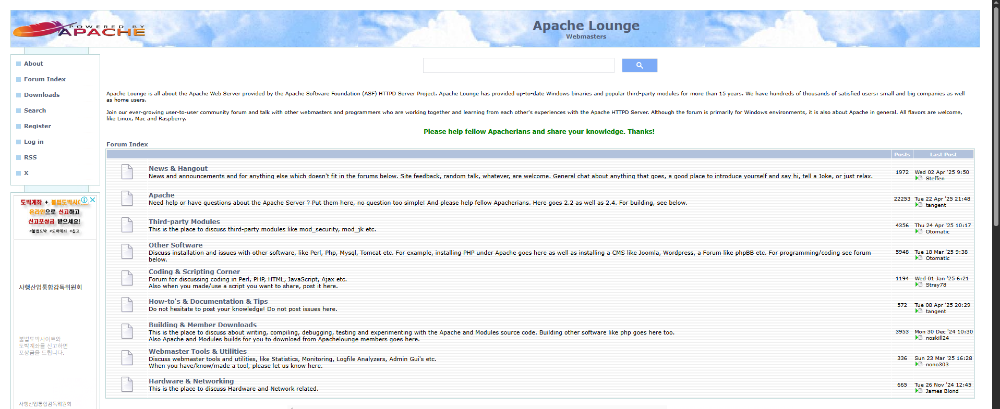 POWERED BY
APACHE
Apache Lounge
Webmasters
About
Forum Index
Downloads
Search
Register
Log in
RSS
X
Apache Lounge is all about the Apache Web Server provided by the Apache Software Foundation (ASF) HTTPD Server Project. Apache Lounge has provided up-to-date Windows binaries and popular third-party modules for more than 15 years. We have hundreds of thousands of satisfied users: small and big companies as well
as home users.
Join our ever-growing user-to-user community forum and talk with other webmasters and programmers who are working together and learning from each other's experiences with the Apache HTTPD Server. Although the forum is primarily for Windows environments, it is also about Apache in general. All flavors are welcome,
like Linux, Mac and Raspberry.
Please help fellow Apacherians and share your knowledge. Thanks!
Forum Index
Posts Last Post
News & Hangout
News and announcements and for anything else which doesn't fit in the forums below. Site feedback, random talk, whatever, are welcome. General chat about anything that goes, a good place to introduce yourself and say hi, tell a Joke, or just relax.
1972 Wed 02 Apr '25 9:50
Steffen
Apache
Need help or have questions about the Apache Server ? Put them here, no question too simple! And please help fellow Apacherians. Here goes 2.2 as well as 2.4. For building, see below.
22253 Tue 22 Apr '25 21:48
tangent
Third-party Modules
This is the place to discuss third-party modules like mod_security, mod_jk etc.
4356 Thu 24 Apr '25 10:17
Otomatic
Other Software
Discuss installation and issues with other software, like Perl, Php, Mysql, Tomcat etc. For example, installing PHP under Apache goes here as well as installing a CMS like Joomla, Wordpress, a Forum like phpBB etc. For programming/coding see forum
below.
5948 Tue 18 Mar '25 9:38
Otomatic
Coding & Scripting Corner
Forum for discussing coding in Perl, PHP, HTML, JavaScript, Ajax etc.
Also when you made/use a script you want to share, post it here.
1194 Wed 01 Jan '25 6:21
Stray78
How-to's & Documentation & Tips
Do not hesitate to post your knowledge! Do not post issues here.
572 Tue 08 Apr '25 20:29
tangent
Building & Member Downloads
This is the place to discuss about writing, compiling, debugging, testing and experimenting with the Apache and Modules source code. Building other software like php goes here too.
Also Apache and Modules builds for you to download from Apachelounge members goes here.
3953 Mon 30 Dec '24 10:30
noskill24
Webmaster Tools & Utilities
Discuss webmaster tools and utilities, like Statistics, Monitoring, Logfile Analyzers, Admin Gui's etc.
When you have/know/made a tool, please let us know here.
336 Sun 23 Mar '25 16:28
nono303
Hardware & Networking
This is the place to discuss Hardware and Network related.
665 Tue 26 Nov '24 12:45
James Blond
도박계좌 + 불법도박사이트
온라인으로 신고하고
신고포상금 받으세요!
#불법도박 #도박계좌 #신고
사행산업통합감독위원회
불법도박사이트와
도박계좌를 신고하면
포상금을 드립니다.
사행산업통합감독위원회